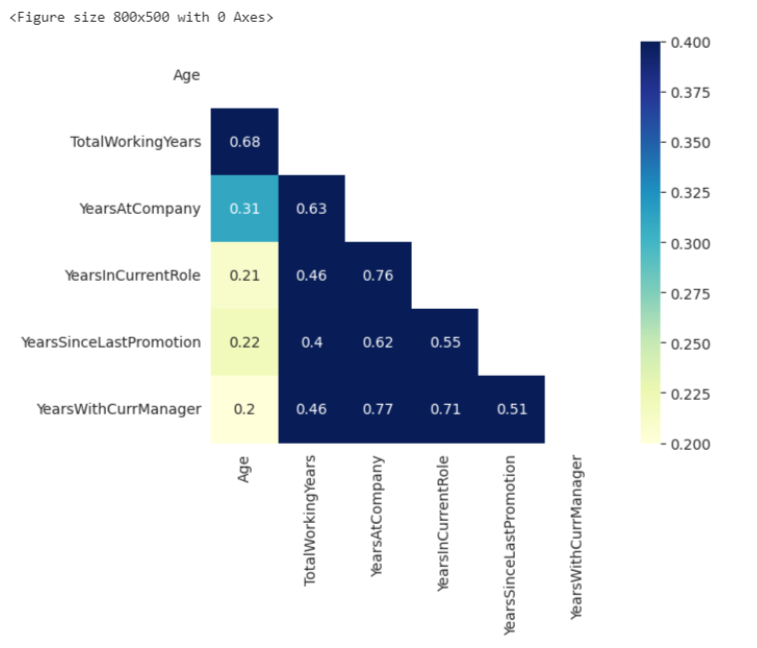 <Figure size 800x500 with 0 Axes>
Age
TotalWorkingYears 0.68
YearsAtCompany 0.31 0.63
YearsInCurrentRole 0.21 0.46 0.76
YearsSinceLastPromotion 0.22 0.4 0.62 0.55
YearsWithCurrManager 0.2 0.46 0.77 0.71 0.51
Age
TotalWorkingYears
YearsAtCompany
YearsInCurrentRole
YearsSinceLastPromotion
YearsWithCurrManager
0.400
0.375
0.350
0.325
0.300
0.275
0.250
0.225
0.200